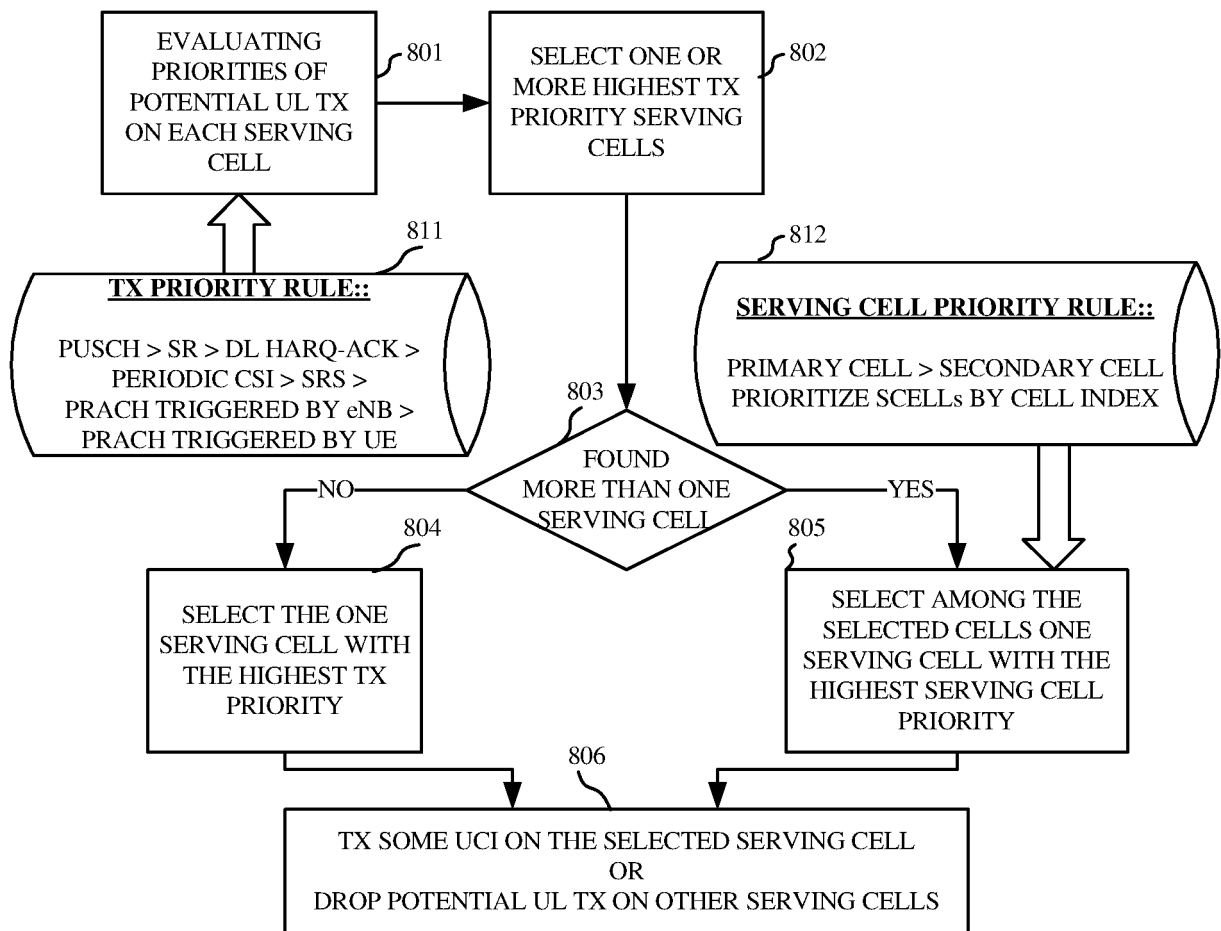 801
EVALUATING
PRIORITIES OF
POTENTIAL UL TX
ON EACH SERVING
CELL
802
SELECT ONE OR
MORE HIGHEST TX
PRIORITY SERVING
CELLS
811
TX PRIORITY RULE::
PUSCH > SR > DL HARQ-ACK >
PERIODIC CSI > SRS >
PRACH TRIGGERED BY eNB >
PRACH TRIGGERED BY UE
812
SERVING CELL PRIORITY RULE::
PRIMARY CELL > SECONDARY CELL
PRIORITIZE SCELLs BY CELL INDEX
803
FOUND
MORE THAN ONE
SERVING CELL
NO
YES
804
SELECT THE ONE
SERVING CELL WITH
THE HIGHEST TX
PRIORITY
805
SELECT AMONG THE
SELECTED CELLS ONE
SERVING CELL WITH THE
HIGHEST SERVING CELL
PRIORITY
806
TX SOME UCI ON THE SELECTED SERVING CELL
OR
DROP POTENTIAL UL TX ON OTHER SERVING CELLS